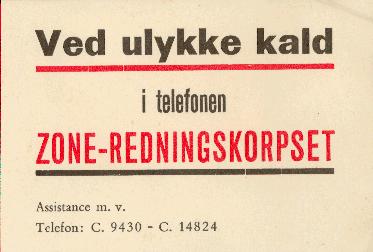 Ved ulykke kald
i telefonen
ZONE-REDNINGSKORPSET
Assistance m. v.
Telefon: C. 9430 - C. 14824